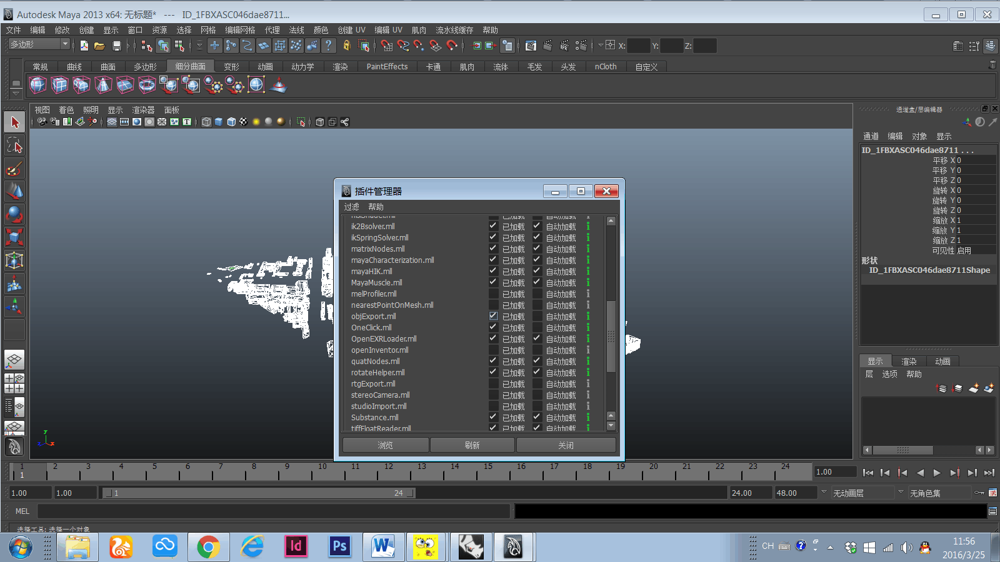 Autodesk Maya 2013 x64: 无标题*   ---   ID_1FBXASC046dae8711...
文件 编辑 修改 创建 显示 窗口 资源 选择 网格 编辑网格 代理 法线 颜色 创建 UV 编辑 UV 肌肉 流水线缓存 帮助
多边形 X: Y: Z:
常规 曲线 曲面 多边形 细分曲面 变形 动画 动力学 渲染 PaintEffects 卡通 肌肉 流体 毛发 头发 nCloth 自定义
视图 着色 照明 显示 渲染器 面板
通道盒/层编辑器
通道 编辑 对象 显示
ID_1FBXASC046dae8711 . . .
平移 X 0
平移 Y 0
平移 Z 0
旋转 X 0
旋转 Y 0
旋转 Z 0
缩放 X 1
缩放 Y 1
缩放 Z 1
可见性 启用
形状
ID_1FBXASC046dae8711Shape
插件管理器
过滤 帮助
已加载 自动加载
ik2Bsolver.mll 已加载 自动加载
ikSpringSolver.mll 已加载 自动加载
matrixNodes.mll 已加载 自动加载
mayaCharacterization.mll 已加载 自动加载
mayaHIK.mll 已加载 自动加载
MayaMuscle.mll 已加载 自动加载
melProfiler.mll 已加载 自动加载
nearestPointOnMesh.mll 已加载 自动加载
objExport.mll 已加载 自动加载
OneClick.mll 已加载 自动加载
OpenEXRLoader.mll 已加载 自动加载
openInventor.mll 已加载 自动加载
quatNodes.mll 已加载 自动加载
rotateHelper.mll 已加载 自动加载
rtgExport.mll 已加载 自动加载
stereoCamera.mll 已加载 自动加载
studioImport.mll 已加载 自动加载
Substance.mll 已加载 自动加载
tiffFloatReader.mll 已加载 自动加载
浏览 刷新 关闭
显示 渲染 动画
层 选项 帮助
y
z x
1 2 3 4 5 6 7 8 9 10 11 12 13 14 15 16 17 18 19 20 21 22 23 24
1 1.00
1.00 1.00 1 24 24.00 48.00 无动画层 无角色集
MEL
选择工具: 选择一个对象
Id Ps W CH
11:56
2016/3/25